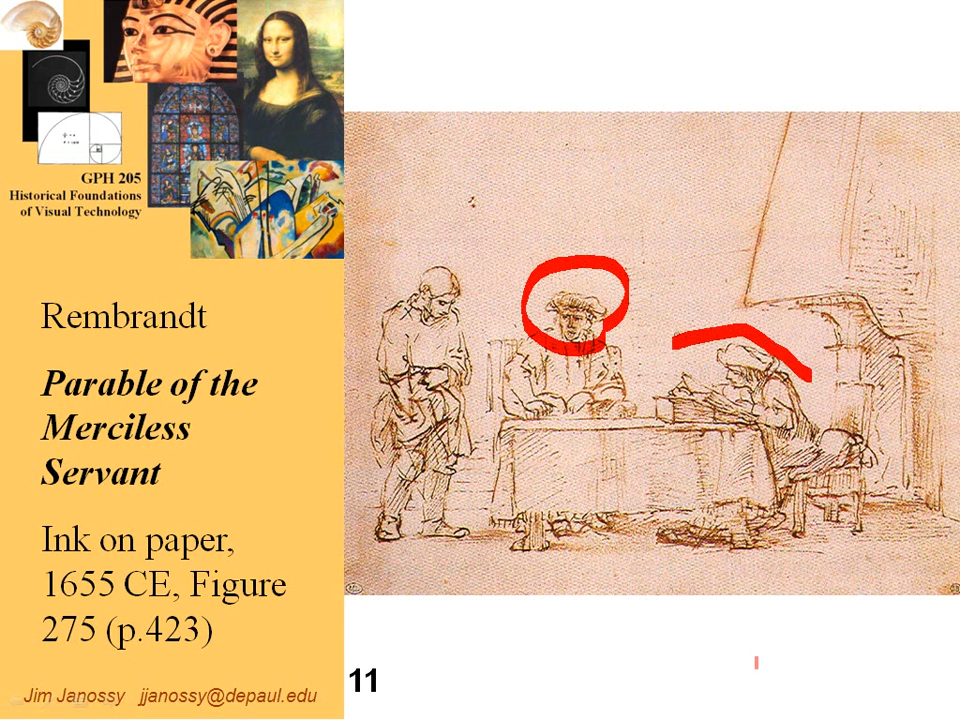 GPH 205
Historical Foundations
of Visual Technology
Rembrandt
Parable of the
Merciless
Servant
Ink on paper,
1655 CE, Figure
275 (p.423)
Jim Janossy jjanossy@depaul.edu
11